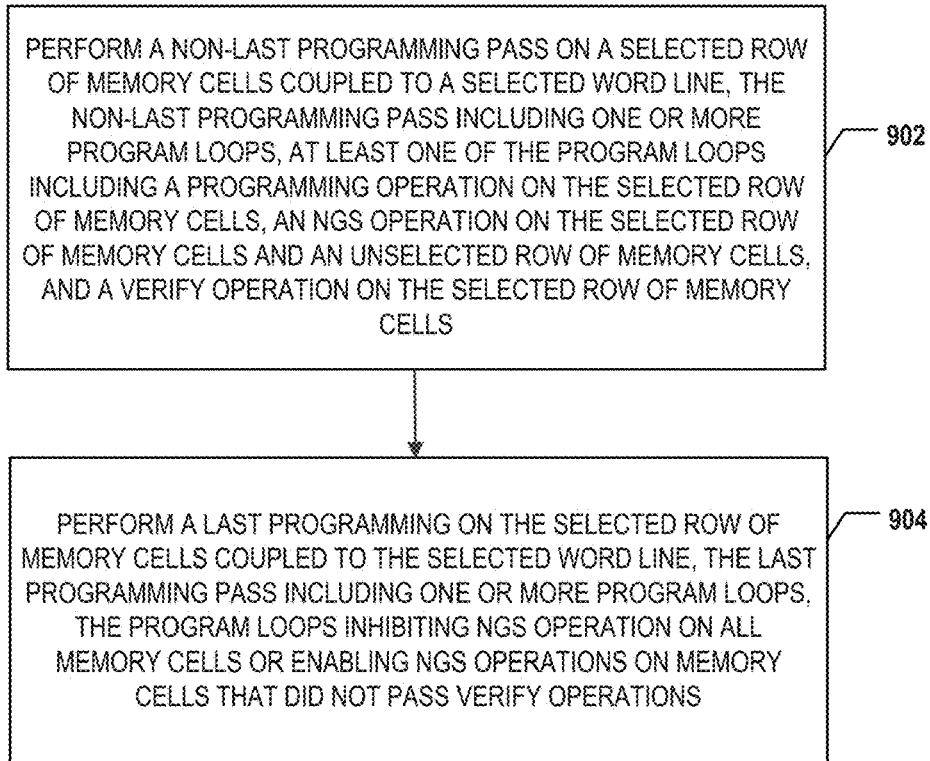 PERFORM A NON-LAST PROGRAMMING PASS ON A SELECTED ROW
OF MEMORY CELLS COUPLED TO A SELECTED WORD LINE, THE
NON-LAST PROGRAMMING PASS INCLUDING ONE OR MORE
PROGRAM LOOPS, AT LEAST ONE OF THE PROGRAM LOOPS
INCLUDING A PROGRAMMING OPERATION ON THE SELECTED ROW
OF MEMORY CELLS, AN NGS OPERATION ON THE SELECTED ROW
OF MEMORY CELLS AND AN UNSELECTED ROW OF MEMORY CELLS,
AND A VERIFY OPERATION ON THE SELECTED ROW OF MEMORY
CELLS
902
PERFORM A LAST PROGRAMMING ON THE SELECTED ROW OF
MEMORY CELLS COUPLED TO THE SELECTED WORD LINE, THE LAST
PROGRAMMING PASS INCLUDING ONE OR MORE PROGRAM LOOPS,
THE PROGRAM LOOPS INHIBITING NGS OPERATION ON ALL
MEMORY CELLS OR ENABLING NGS OPERATIONS ON MEMORY
CELLS THAT DID NOT PASS VERIFY OPERATIONS
904